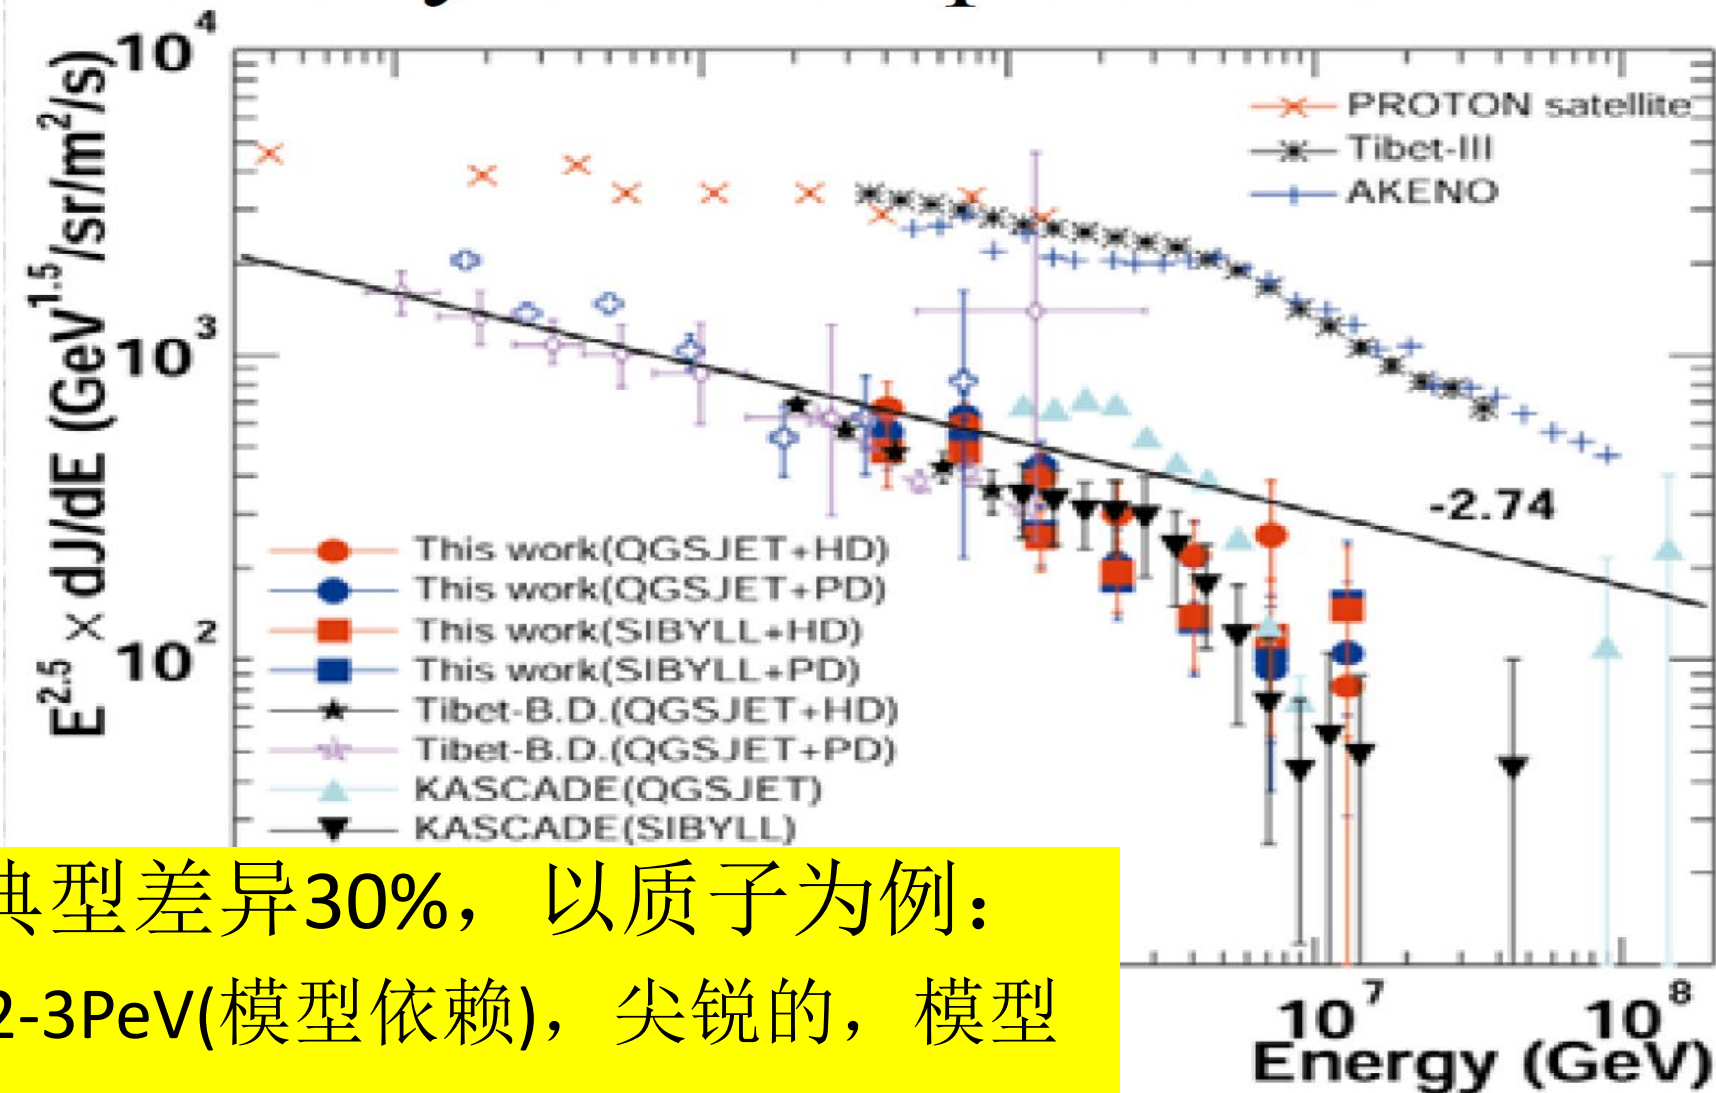 10⁴
E²·⁵ × dJ/dE (GeV¹·⁵/sr/m²/s)
PROTON satellite
Tibet-III
AKENO
10³
-2.74
This work(QGSJET+HD)
This work(QGSJET+PD)
This work(SIBYLL+HD)
10²
This work(SIBYLL+PD)
Tibet-B.D.(QGSJET+HD)
Tibet-B.D.(QGSJET+PD)
KASCADE(QGSJET)
KASCADE(SIBYLL)
典型差异30%，以质子为例：
2-3PeV(模型依赖)，尖锐的，模型
10⁷ 10⁸
Energy (GeV)